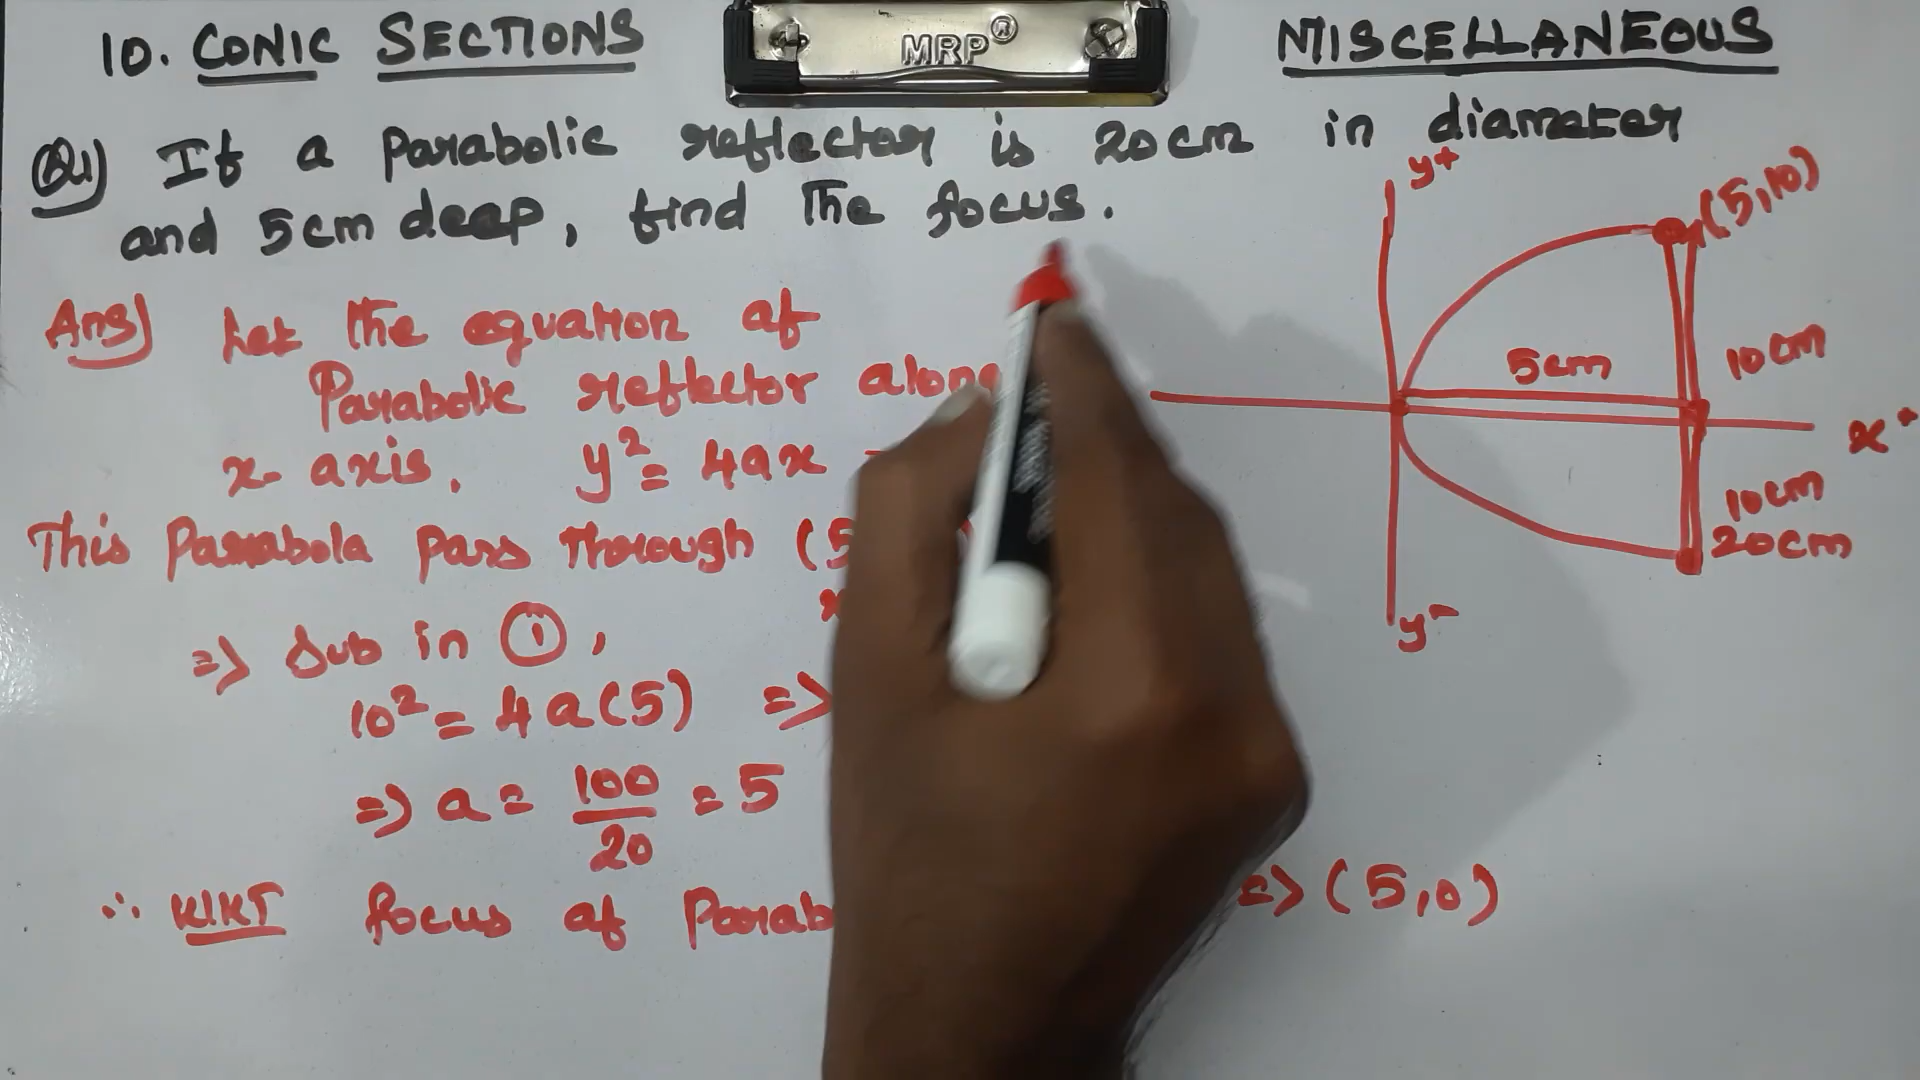 10. CONIC SECTIONS
MRP®
MISCELLANEOUS
Q1) If a parabolic reflector is 20cm in diameter
and 5cm deep, find the focus.
Ans) Let the equation of
Parabolic reflector along
x- axis. y² = 4ax
This Parabola pass through (5
=> Sub in ①,
10² = 4a(5) =>
=> a = 100/20 = 5
∴ WKT focus of Parab
=> (5,0)
y+
(5,10)
5cm
10cm
x+
10cm
20cm
y-